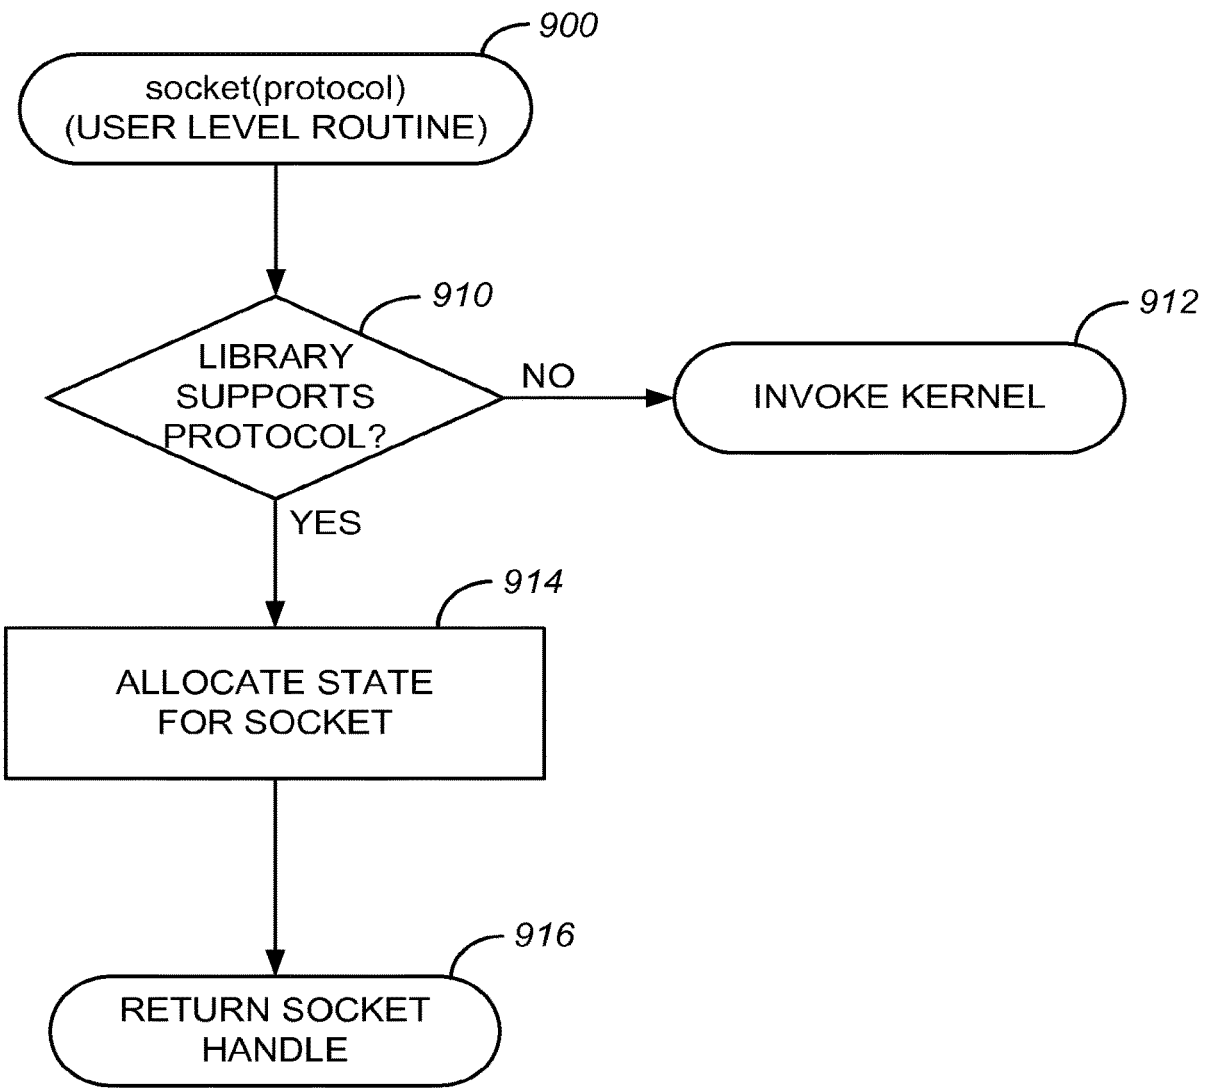 900
socket(protocol)
(USER LEVEL ROUTINE)
910
LIBRARY
SUPPORTS
PROTOCOL?
NO
912
INVOKE KERNEL
YES
914
ALLOCATE STATE
FOR SOCKET
916
RETURN SOCKET
HANDLE